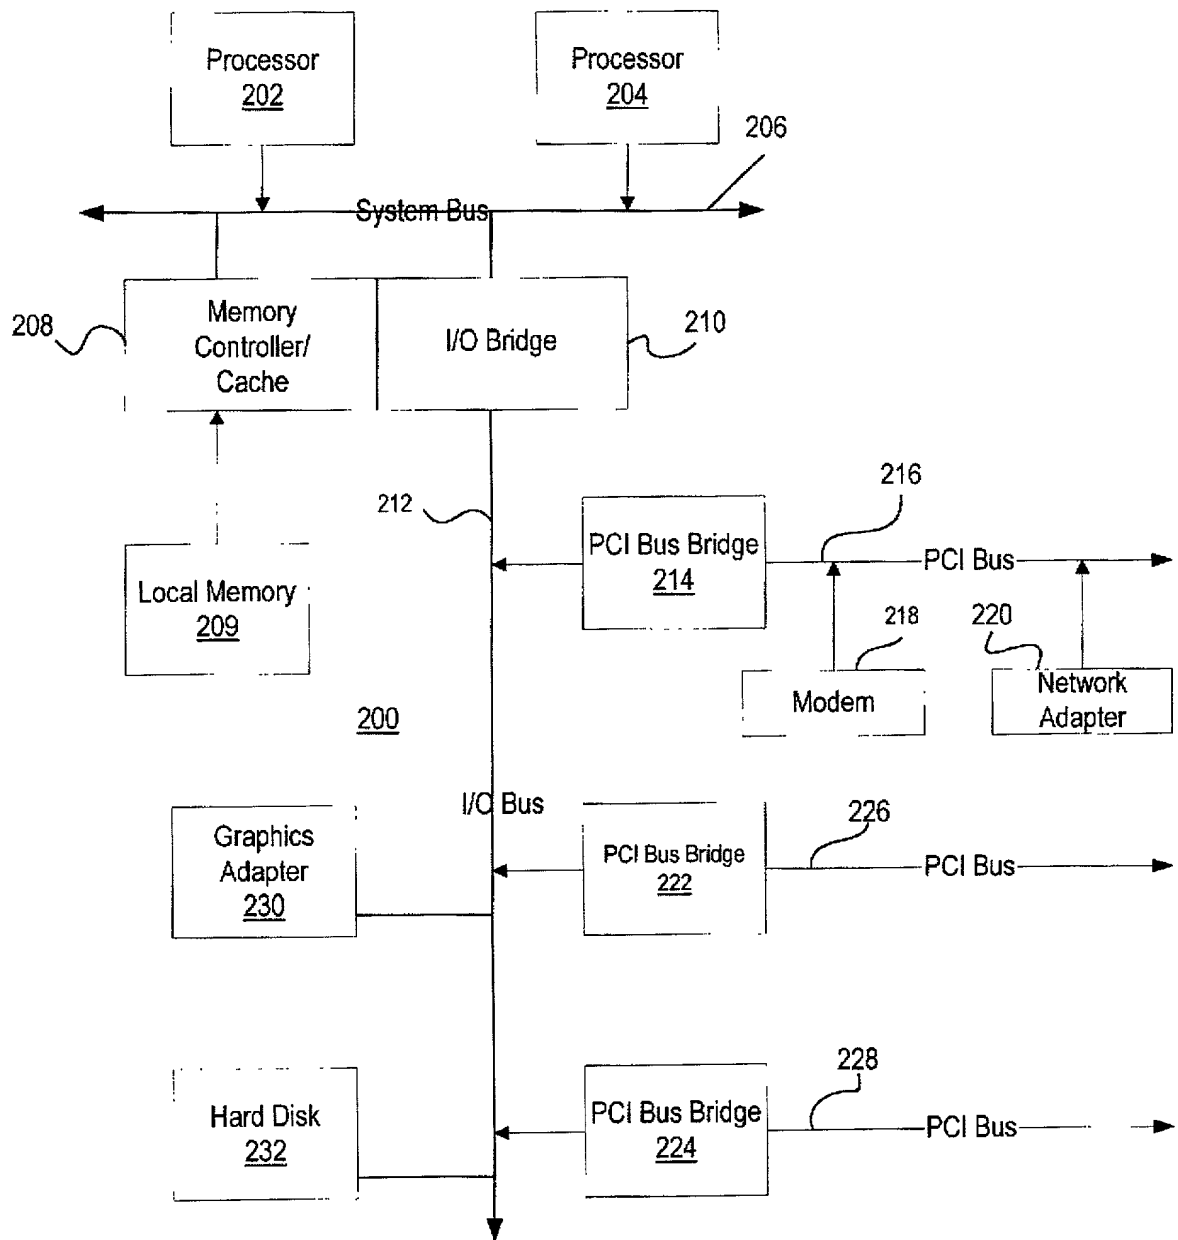 Processor
202
Processor
204
206
System Bus
208
Memory
Controller/
Cache
I/O Bridge
210
212
216
PCI Bus Bridge
214
PCI Bus
Local Memory
209
218
220
Modem
Network
Adapter
200
I/O Bus
Graphics
Adapter
230
PCI Bus Bridge
222
226
PCI Bus
Hard Disk
232
PCI Bus Bridge
224
228
PCI Bus